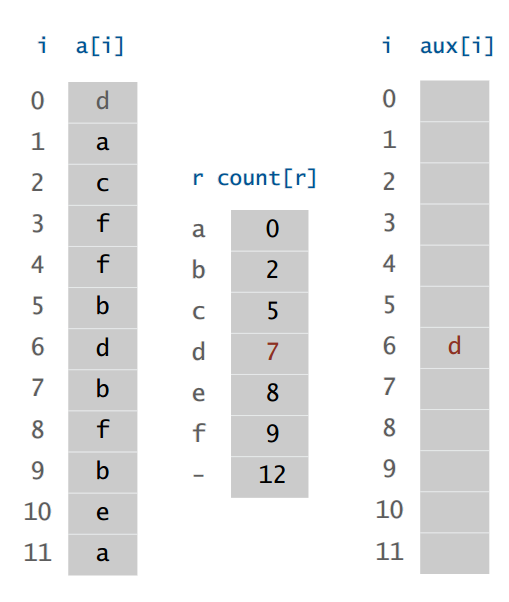 i a[i]
0 d
1 a
2 c
3 f
4 f
5 b
6 d
7 b
8 f
9 b
10 e
11 a
r count[r]
a 0
b 2
c 5
d 7
e 8
f 9
- 12
i aux[i]
0
1
2
3
4
5
6 d
7
8
9
10
11